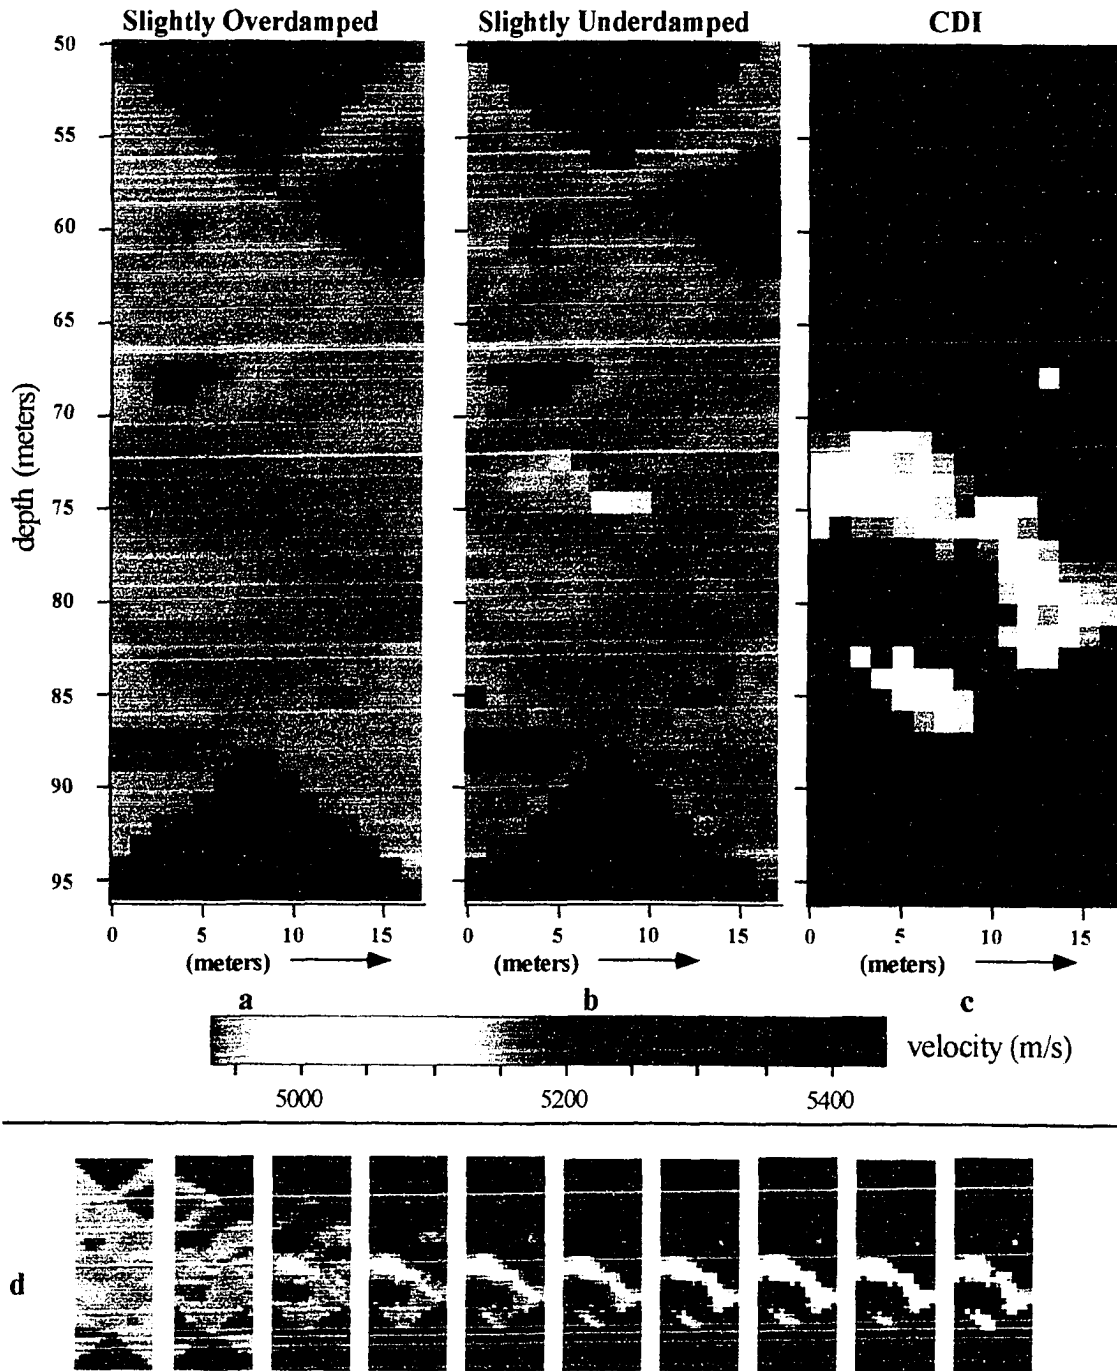 Slightly Overdamped
Slightly Underdamped
CDI
depth (meters)
50
55
60
65
70
75
80
85
90
95
0 5 10 15
0 5 10 15
0 5 10 15
(meters)
(meters)
(meters)
a
b
c
velocity (m/s)
5000
5200
5400
d